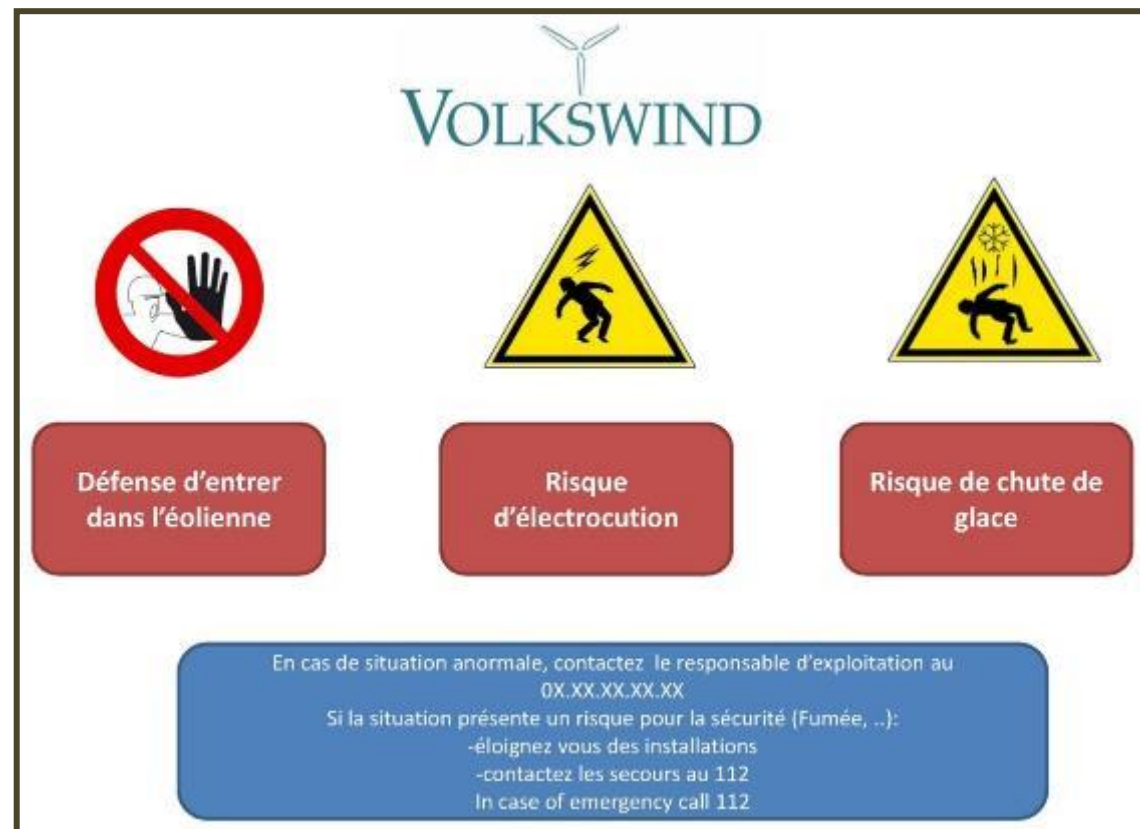 VOLKSWIND
Défense d'entrer
dans l'éolienne
Risque
d'électrocution
Risque de chute de
glace
En cas de situation anormale, contactez le responsable d'exploitation au
0X.XX.XX.XX.XX
Si la situation présente un risque pour la sécurité (Fumée, ..):
-éloignez vous des installations
-contactez les secours au 112
In case of emergency call 112